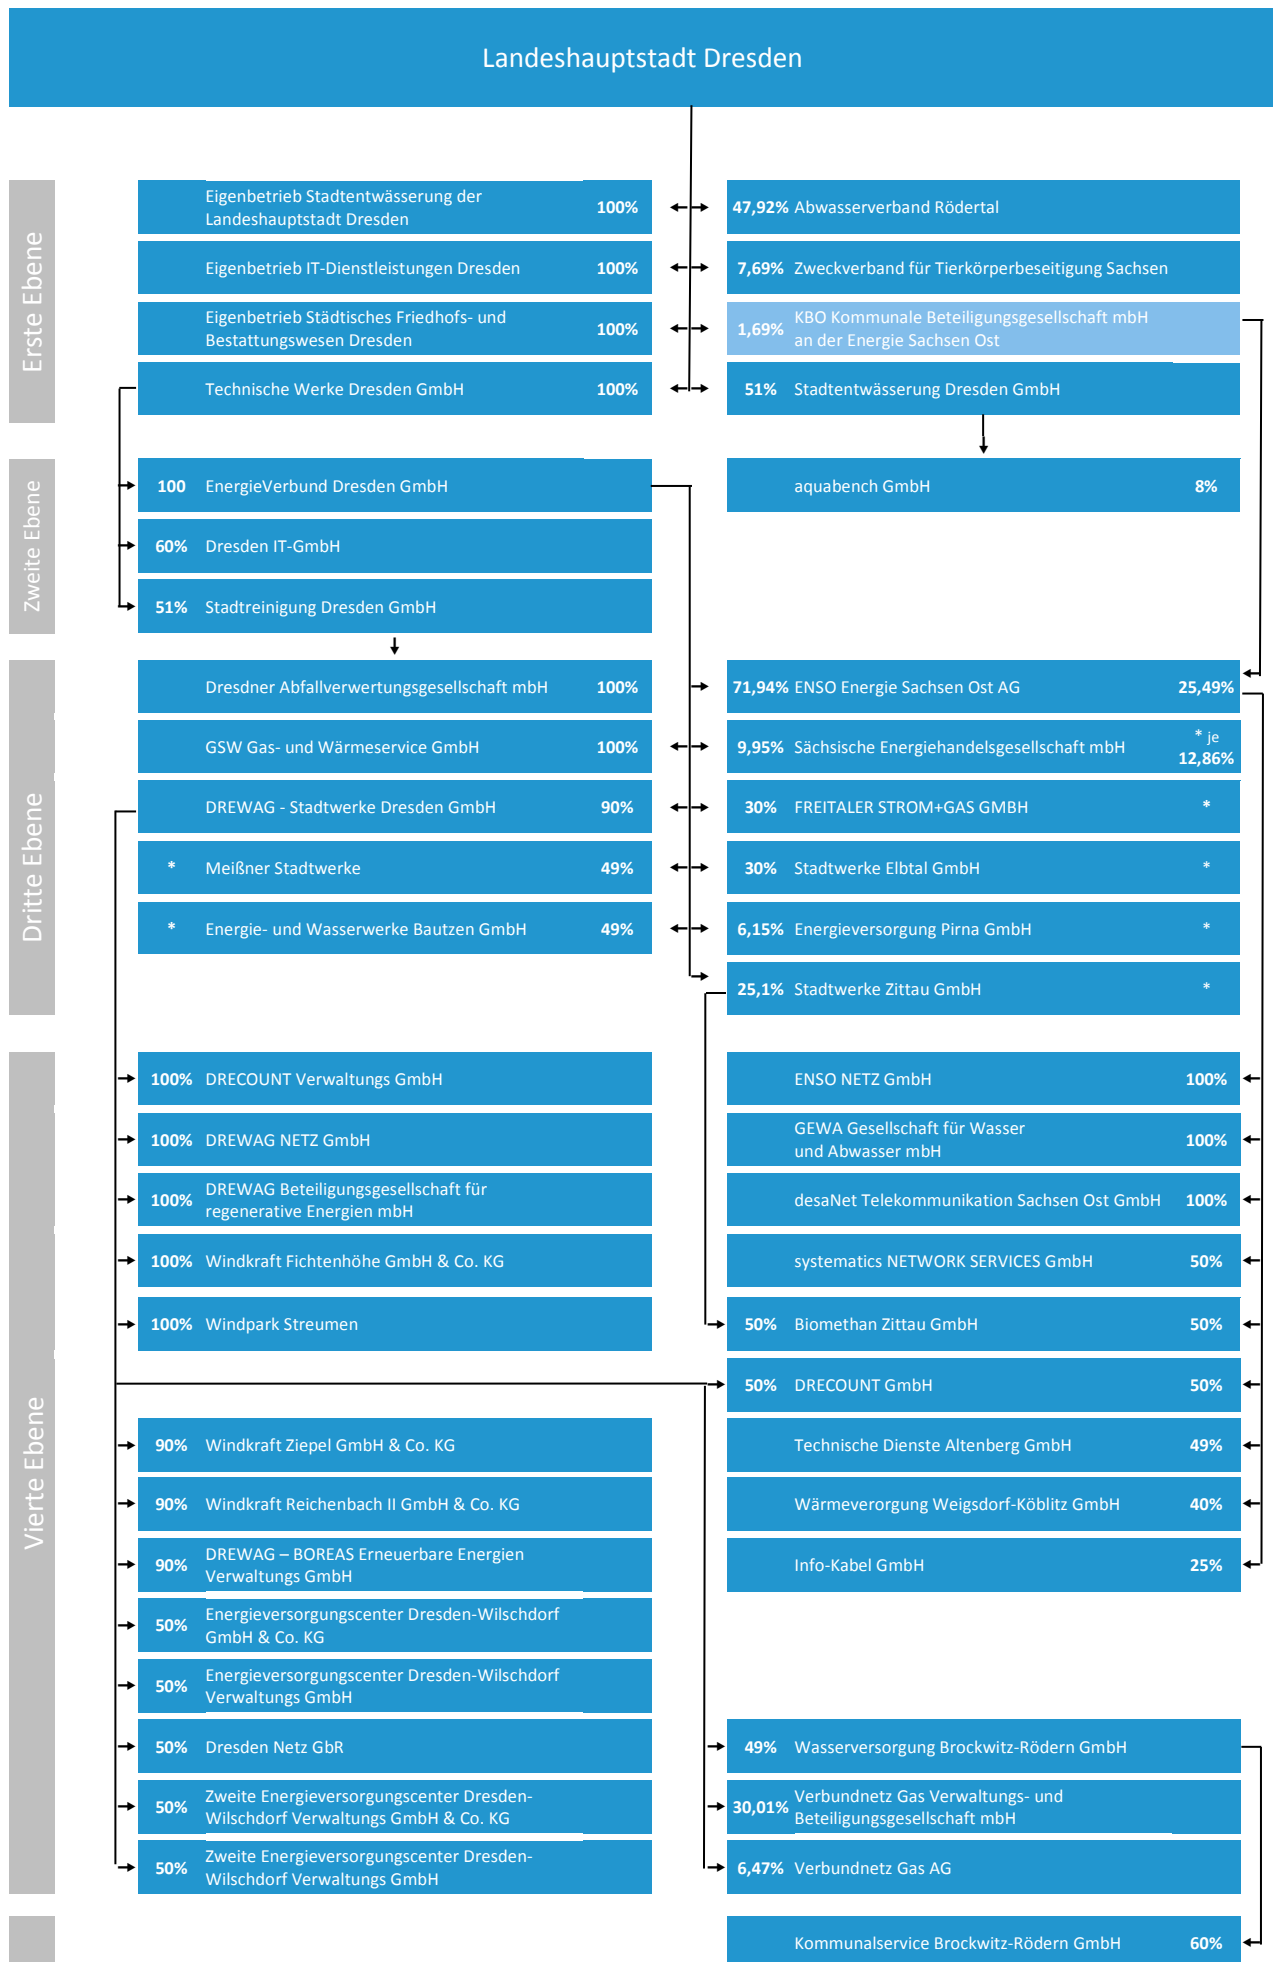 Landeshauptstadt Dresden
Erste Ebene
Eigenbetrieb Stadtentwässerung der
Landeshauptstadt Dresden
100%
47,92% Abwasserverband Rödertal
Eigenbetrieb IT-Dienstleistungen Dresden 100%
7,69% Zweckverband für Tierkörperbeseitigung Sachsen
Eigenbetrieb Städtisches Friedhofs- und
Bestattungswesen Dresden
100%
1,69%
KBO Kommunale Beteiligungsgesellschaft mbH
an der Energie Sachsen Ost
Technische Werke Dresden GmbH 100%
51% Stadtentwässerung Dresden GmbH
Zweite Ebene
100 EnergieVerbund Dresden GmbH
aquabench GmbH 8%
60% Dresden IT-GmbH
51% Stadtreinigung Dresden GmbH
Dritte Ebene
Dresdner Abfallverwertungsgesellschaft mbH 100%
71,94% ENSO Energie Sachsen Ost AG 25,49%
GSW Gas- und Wärmeservice GmbH 100%
9,95% Sächsische Energiehandelsgesellschaft mbH
* je
12,86%
DREWAG - Stadtwerke Dresden GmbH 90%
30% FREITALER STROM+GAS GMBH *
* Meißner Stadtwerke 49%
30% Stadtwerke Elbtal GmbH *
* Energie- und Wasserwerke Bautzen GmbH 49%
6,15% Energieversorgung Pirna GmbH *
25,1% Stadtwerke Zittau GmbH *
Vierte Ebene
100% DRECOUNT Verwaltungs GmbH
ENSO NETZ GmbH 100%
100% DREWAG NETZ GmbH
GEWA Gesellschaft für Wasser
und Abwasser mbH
100%
100%
DREWAG Beteiligungsgesellschaft für
regenerative Energien mbH
desaNet Telekommunikation Sachsen Ost GmbH 100%
100% Windkraft Fichtenhöhe GmbH & Co. KG
systematics NETWORK SERVICES GmbH 50%
100% Windpark Streumen
50% Biomethan Zittau GmbH 50%
50% DRECOUNT GmbH 50%
90% Windkraft Ziepel GmbH & Co. KG
Technische Dienste Altenberg GmbH 49%
90% Windkraft Reichenbach II GmbH & Co. KG
Wärmeverorgung Weigsdorf-Köblitz GmbH 40%
90%
DREWAG – BOREAS Erneuerbare Energien
Verwaltungs GmbH
Info-Kabel GmbH 25%
50%
Energieversorgungscenter Dresden-Wilschdorf
GmbH & Co. KG
50%
Energieversorgungscenter Dresden-Wilschdorf
Verwaltungs GmbH
50% Dresden Netz GbR
49% Wasserversorgung Brockwitz-Rödern GmbH
50%
Zweite Energieversorgungscenter Dresden-
Wilschdorf Verwaltungs GmbH & Co. KG
30,01%
Verbundnetz Gas Verwaltungs- und
Beteiligungsgesellschaft mbH
50%
Zweite Energieversorgungscenter Dresden-
Wilschdorf Verwaltungs GmbH
6,47% Verbundnetz Gas AG
Kommunalservice Brockwitz-Rödern GmbH 60%